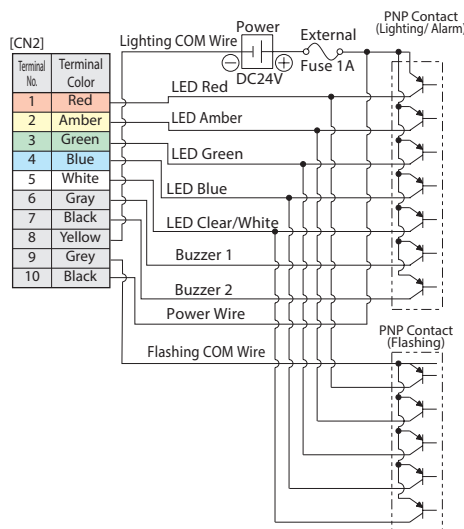 Power
External
Fuse 1A
PNP Contact
(Lighting/ Alarm)
[CN2]
Lighting COM Wire
DC24V
Terminal No. Terminal Color
1 Red
2 Amber
3 Green
4 Blue
5 White
6 Gray
7 Black
8 Yellow
9 Grey
10 Black
LED Red
LED Amber
LED Green
LED Blue
LED Clear/White
Buzzer 1
Buzzer 2
Power Wire
Flashing COM Wire
PNP Contact
(Flashing)